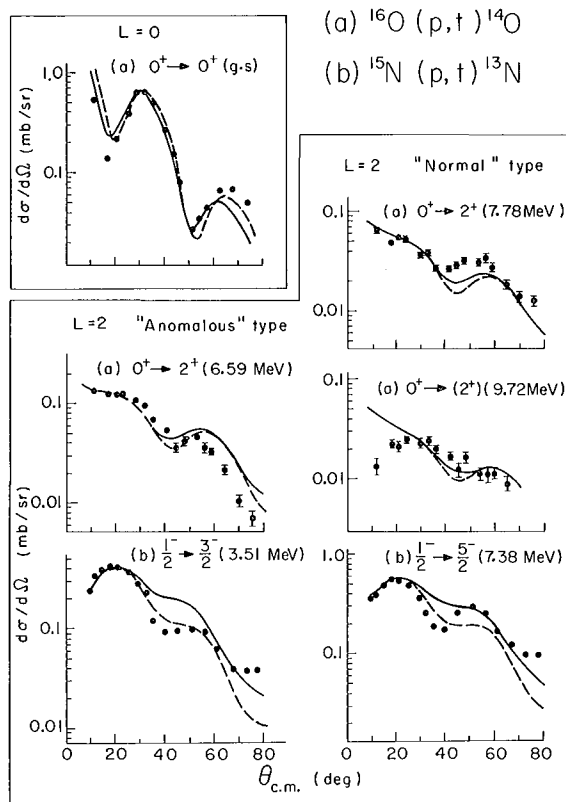 (a) ¹⁶O (p,t) ¹⁴O
(b) ¹⁵N (p,t) ¹³N
L = 0
(a) 0⁺ → 0⁺ (g.s)
1.0
0.1
dσ/dΩ (mb/sr)
L = 2 "Normal" type
(a) 0⁺ → 2⁺ (7.78 MeV)
0.1
0.01
(a) 0⁺ → (2⁺) (9.72 MeV)
0.1
0.01
(b) 1/2⁻ → 5/2⁻ (7.38 MeV)
1.0
0.1
0.01
0 20 40 60 80
L = 2 "Anomalous" type
(a) 0⁺ → 2⁺ (6.59 MeV)
0.1
0.01
(b) 1/2⁻ → 3/2⁻ (3.51 MeV)
0.1
0.01
0 20 40 60 80
dσ/dΩ (mb/sr)
θc.m. (deg)